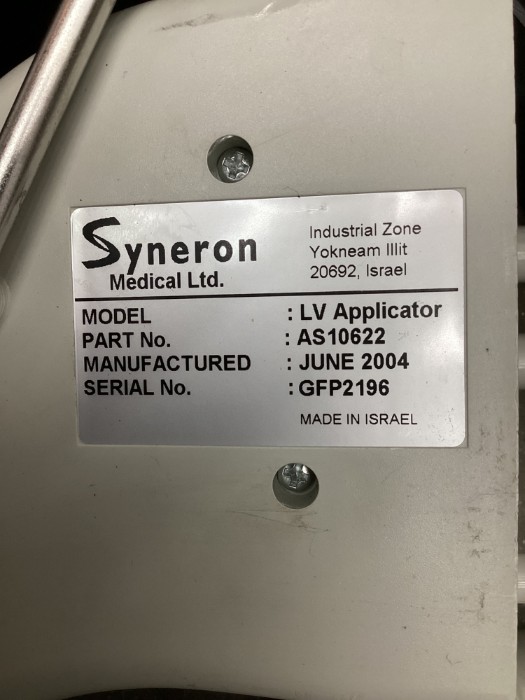 Syneron
Medical Ltd.
Industrial Zone
Yokneam Illit
20692, Israel
MODEL : LV Applicator
PART No. : AS10622
MANUFACTURED : JUNE 2004
SERIAL No. : GFP2196
MADE IN ISRAEL